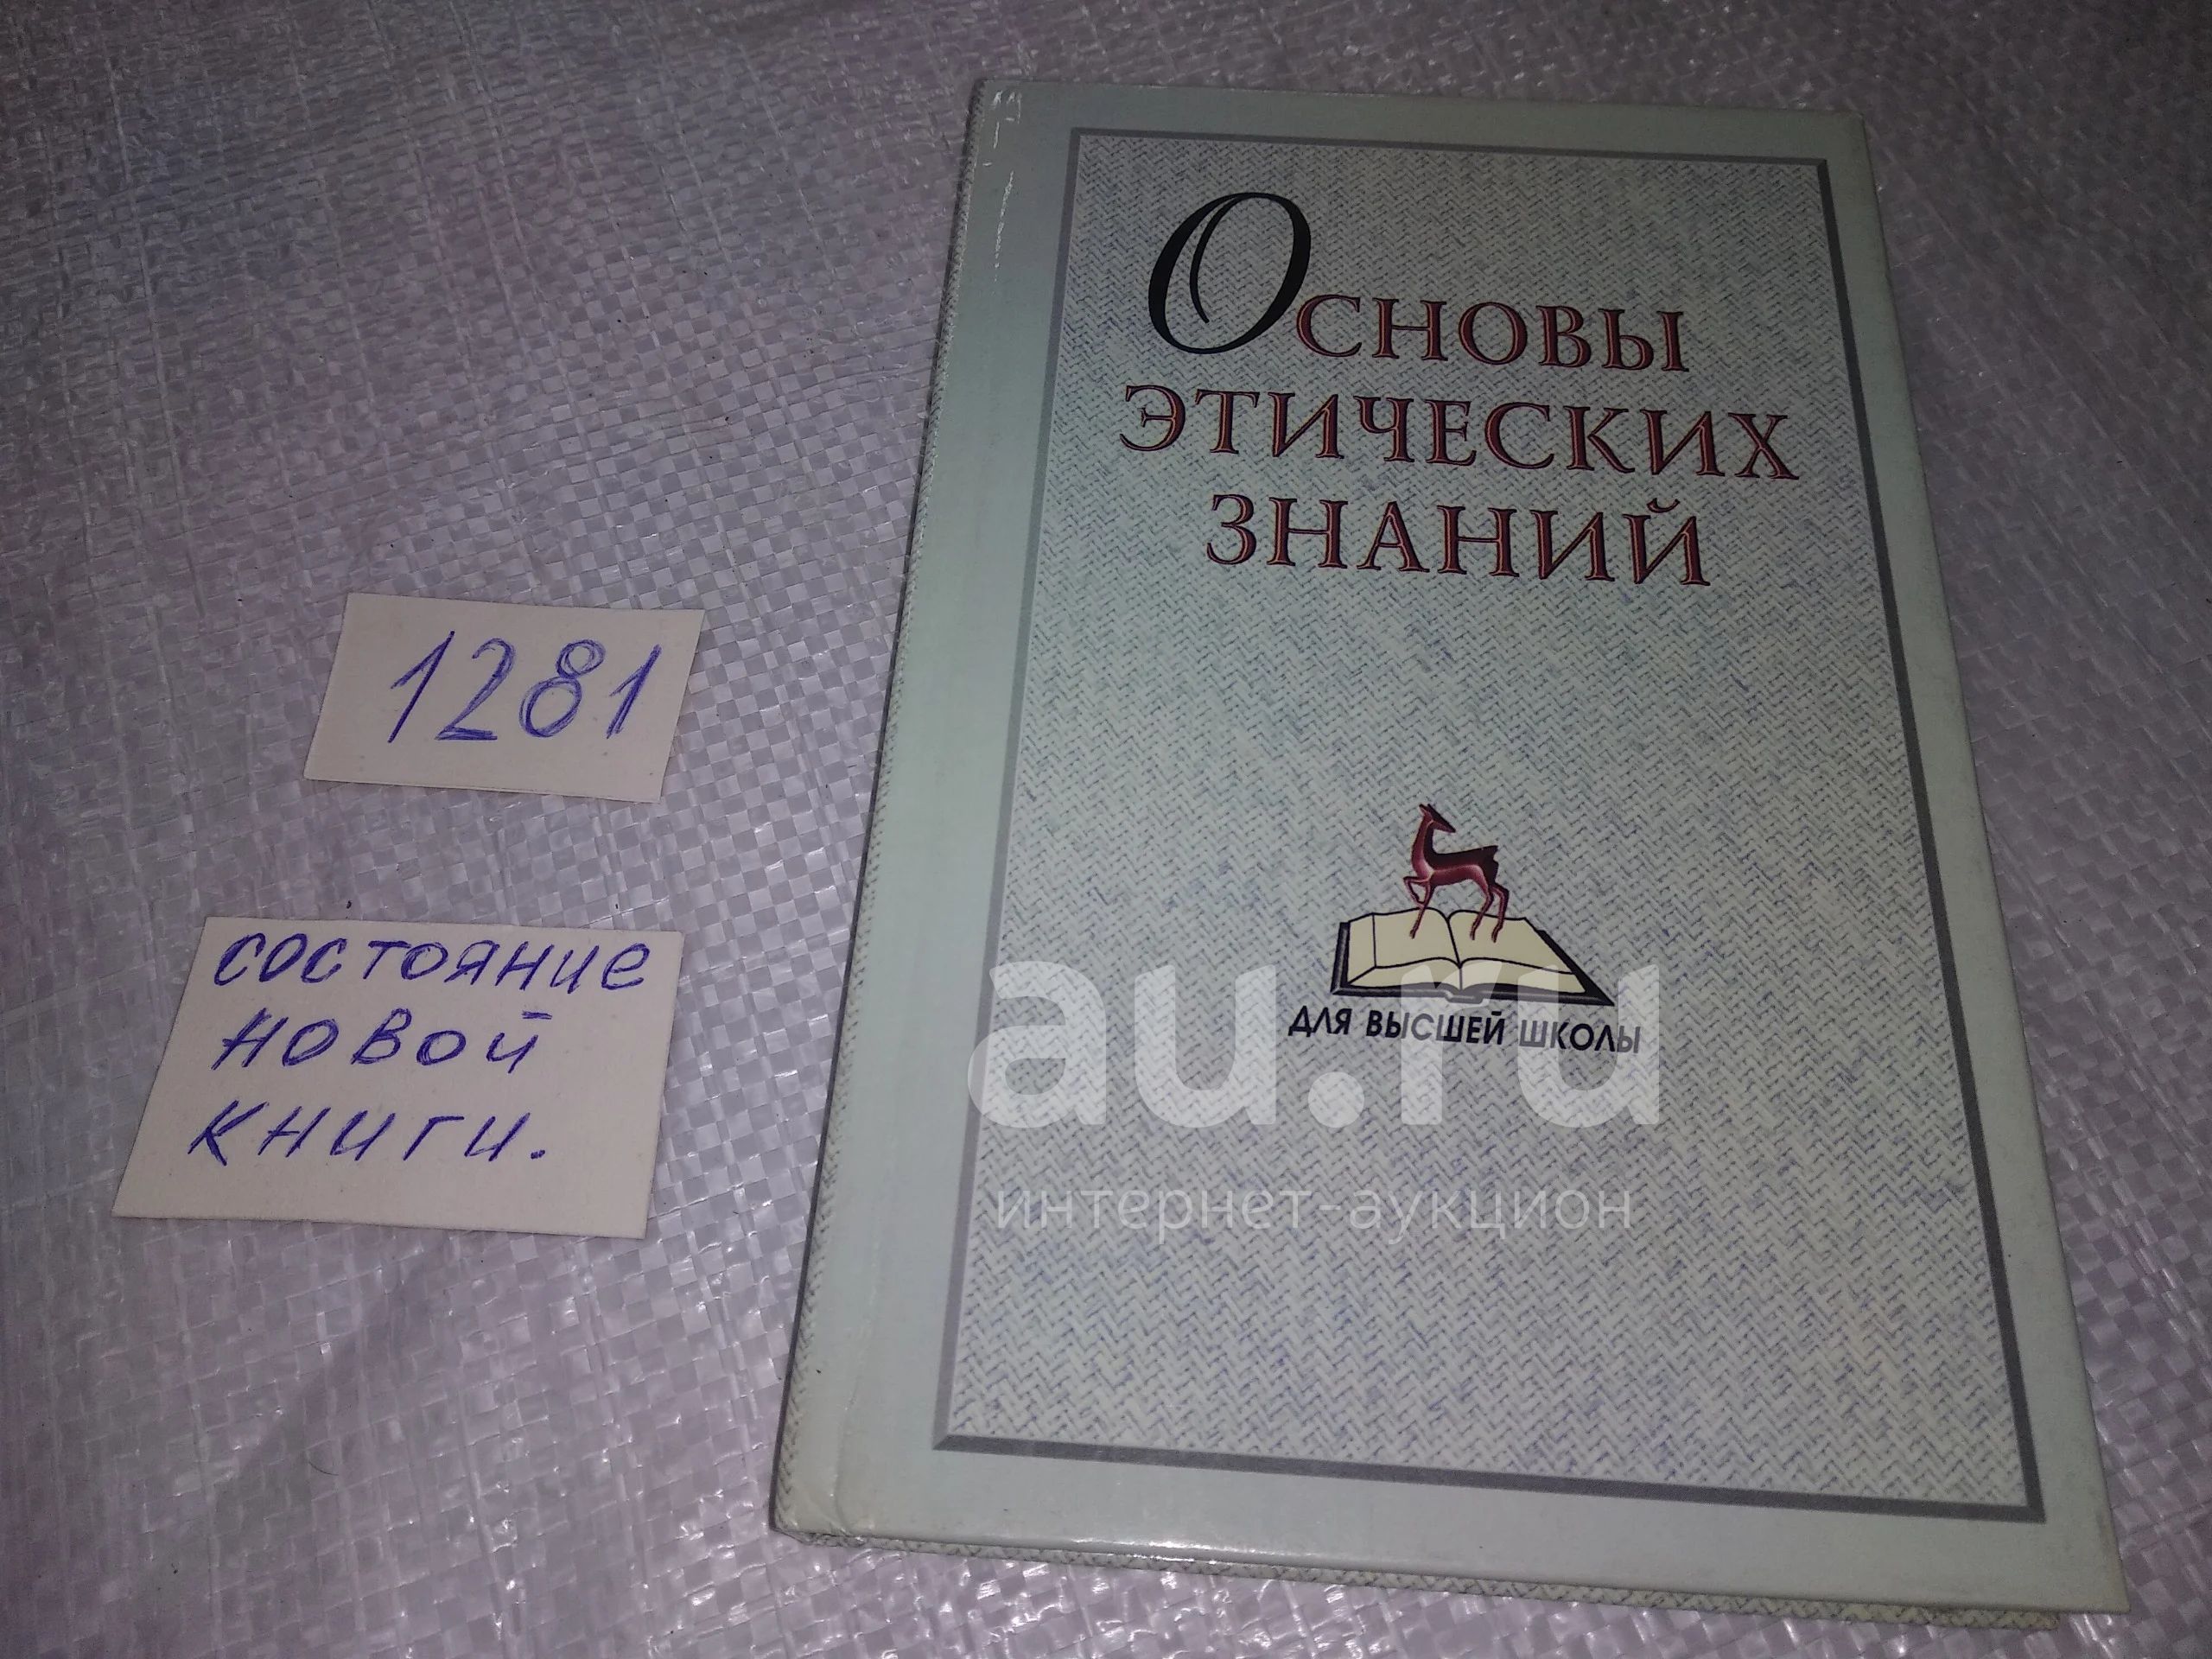 Основы
этических
знаний
для высшей школы
1281
состояние
новой
книги.
au.ru
интернет-аукцион